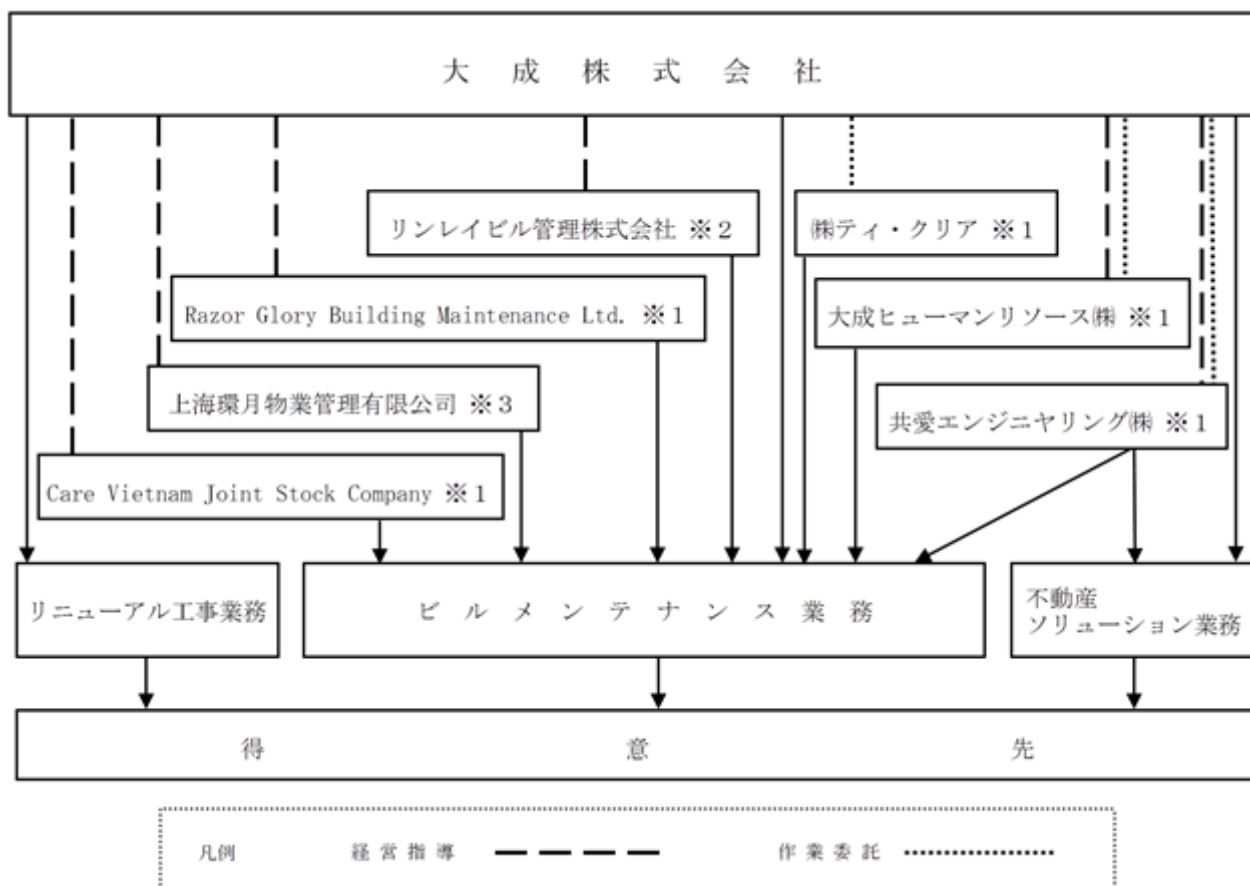 大成株式会社
リンレイビル管理株式会社 ※2
㈱ティ・クリア ※1
Razor Glory Building Maintenance Ltd. ※1
大成ヒューマンリソース㈱ ※1
上海環月物業管理有限公司 ※3
共愛エンジニヤリング㈱ ※1
Care Vietnam Joint Stock Company ※1
リニューアル工事業務
ビルメンテナンス業務
不動産
ソリューション業務
得意先
凡例 経営指導 作業委託